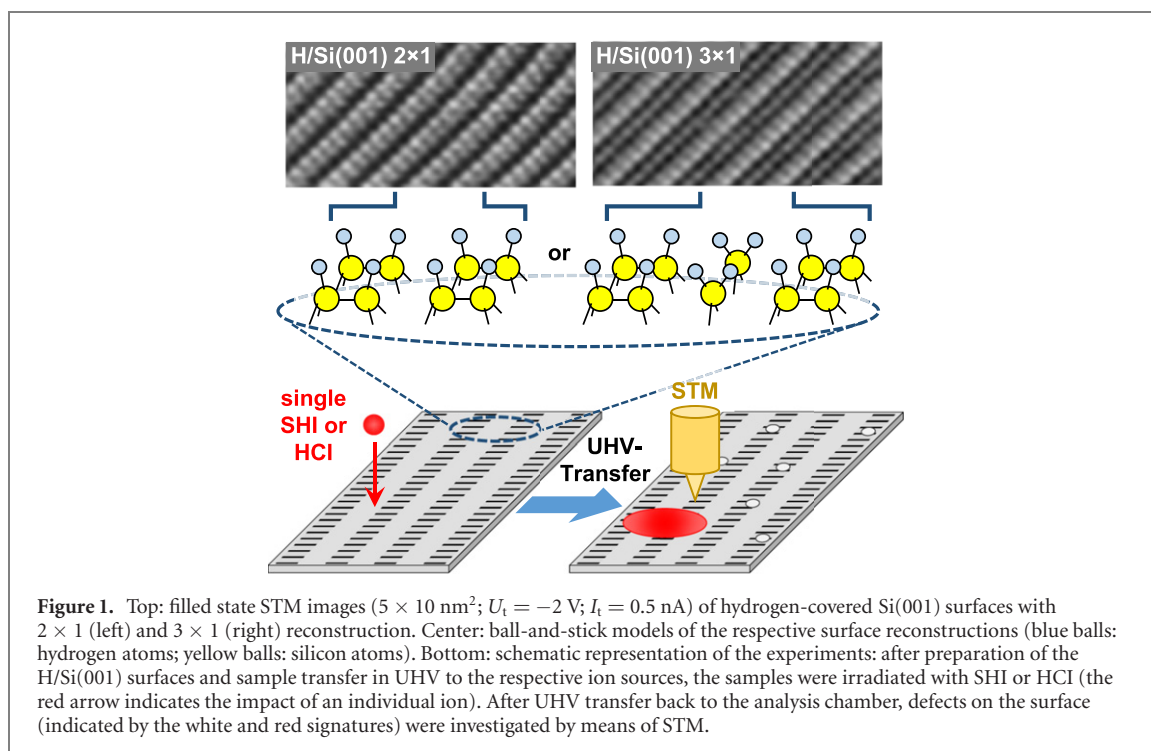 H/Si(001) 2×1
H/Si(001) 3×1
or
single
SHI or
HCI
UHV-
Transfer
STM
Figure 1. Top: filled state STM images (5 × 10 nm²; Uₜ = −2 V; Iₜ = 0.5 nA) of hydrogen-covered Si(001) surfaces with
2 × 1 (left) and 3 × 1 (right) reconstruction. Center: ball-and-stick models of the respective surface reconstructions (blue balls:
hydrogen atoms; yellow balls: silicon atoms). Bottom: schematic representation of the experiments: after preparation of the
H/Si(001) surfaces and sample transfer in UHV to the respective ion sources, the samples were irradiated with SHI or HCI (the
red arrow indicates the impact of an individual ion). After UHV transfer back to the analysis chamber, defects on the surface
(indicated by the white and red signatures) were investigated by means of STM.